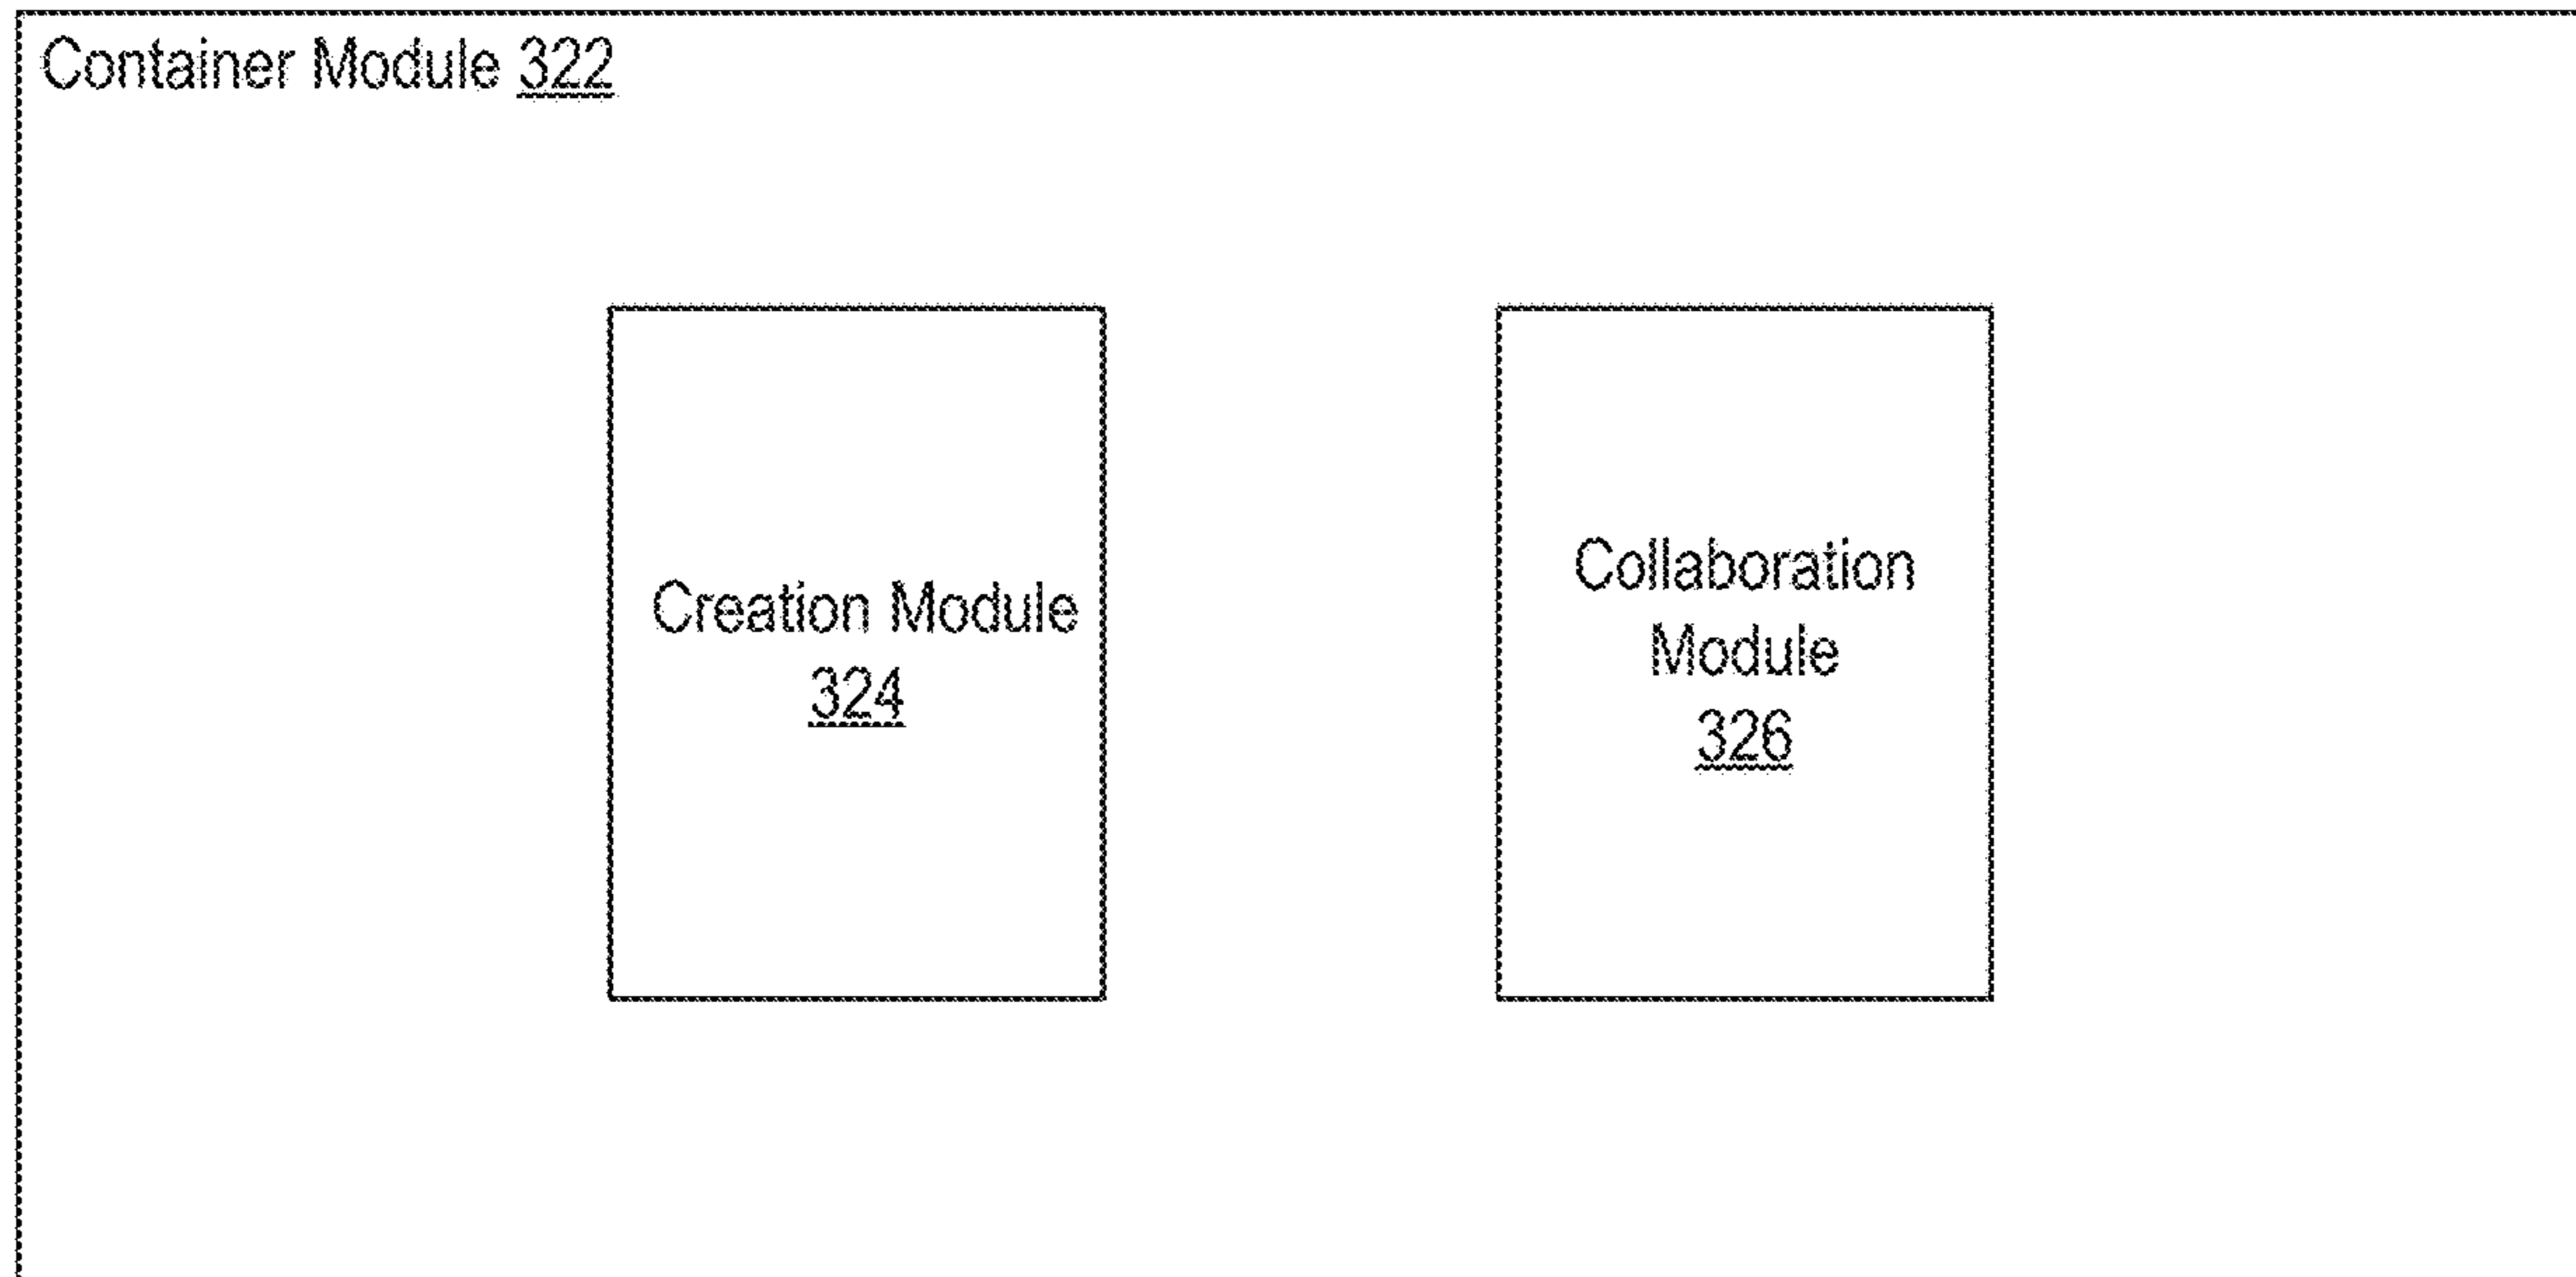 Container Module 322
Creation Module
324
Collaboration
Module
326